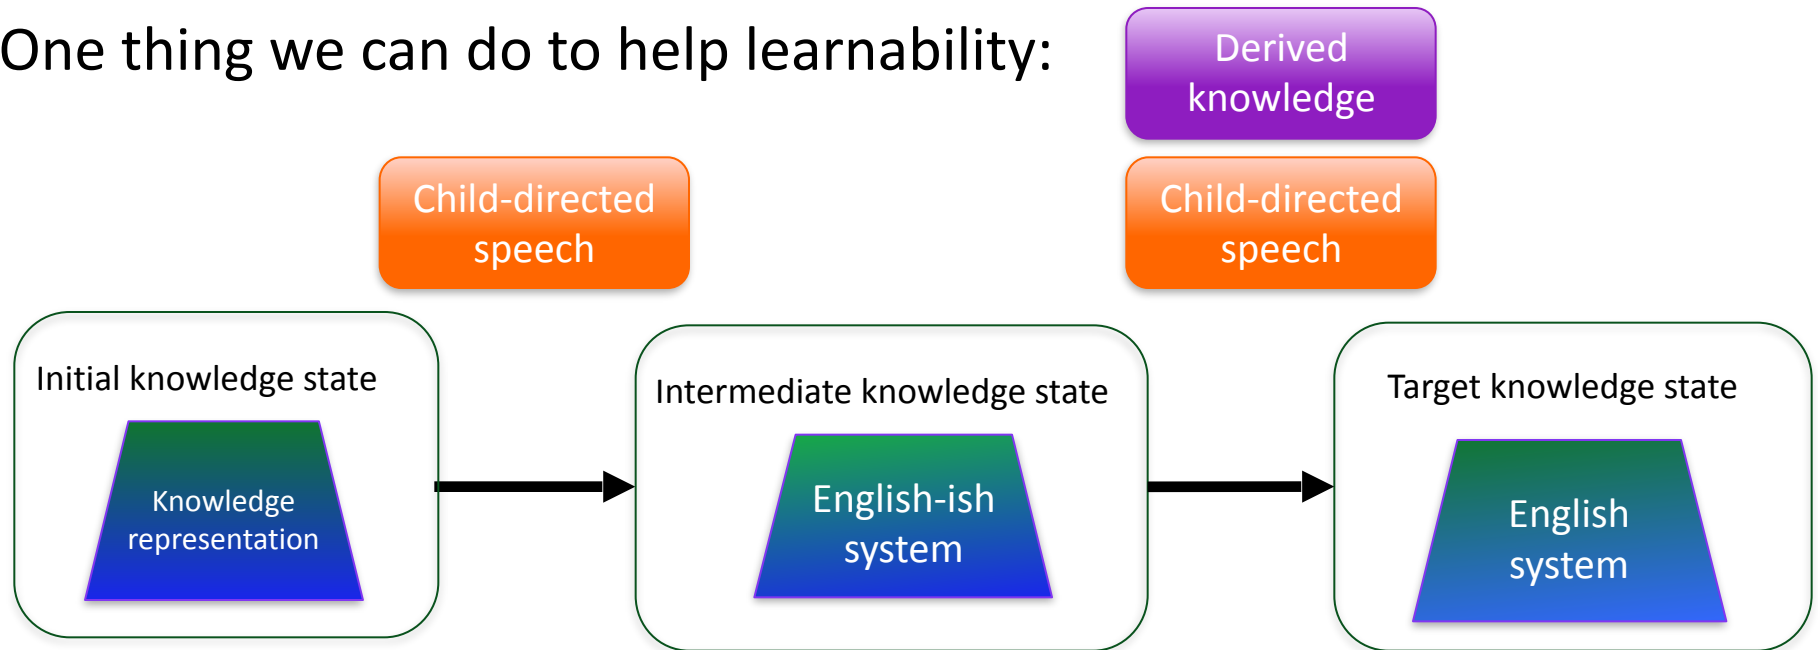 One thing we can do to help learnability:
Derived
knowledge
Child-directed
speech
Child-directed
speech
Initial knowledge state
Knowledge
representation
Intermediate knowledge state
English-ish
system
Target knowledge state
English
system